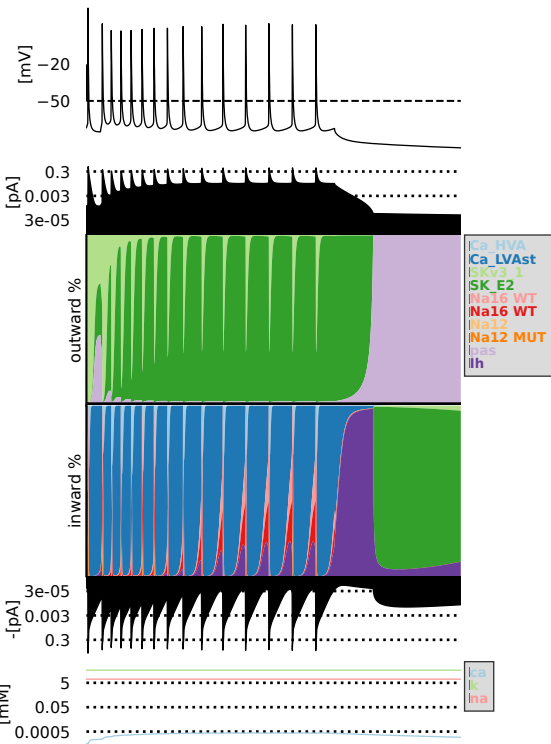 [mV]
−20
−50
[pA]
0.3
0.003
3e-05
outward %
Ca_HVA
Ca_LVAst
SKv3_1
SK_E2
Na16 WT
Na16 WT
Na12
Na12 MUT
pas
Ih
inward %
-[pA]
3e-05
0.003
0.3
ca
k
na
[mM]
5
0.05
0.0005